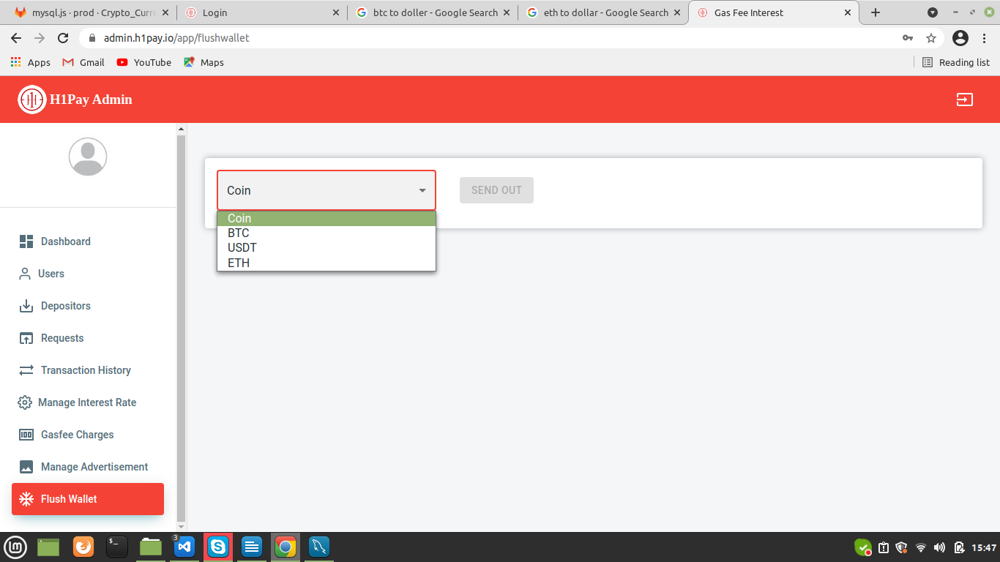 mysql.js · prod · Crypto_Curr
Login
btc to doller - Google Search
eth to dollar - Google Search
Gas Fee Interest
admin.h1pay.io/app/flushwallet
Apps
Gmail
YouTube
Maps
Reading list
H1Pay Admin
Coin
SEND OUT
Coin
BTC
USDT
ETH
Dashboard
Users
Depositors
Requests
Transaction History
Manage Interest Rate
Gasfee Charges
Manage Advertisement
Flush Wallet
3
15:47